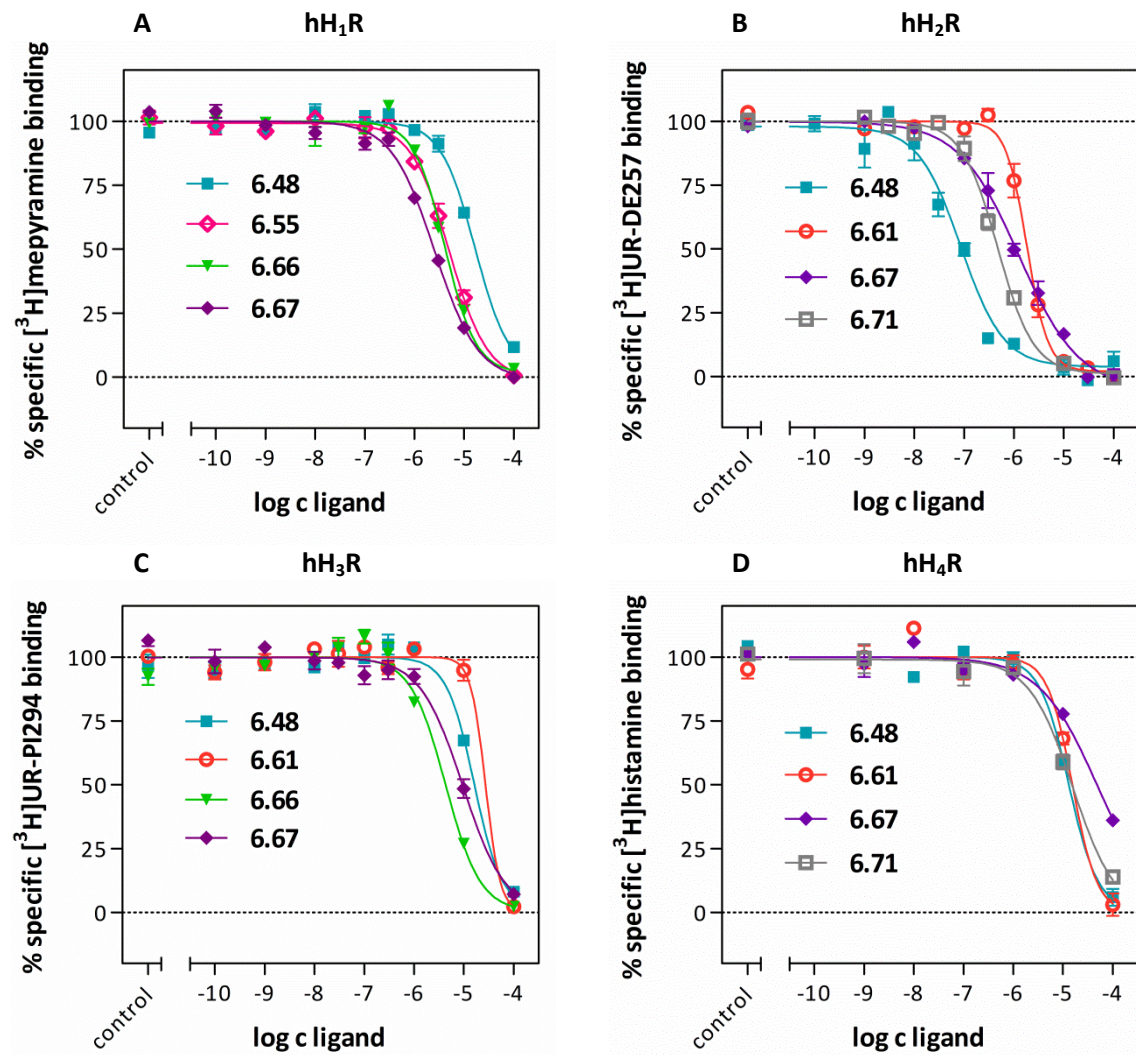 A hH₁R
% specific [³H]mepyramine binding
100
75
50
25
0
6.48
6.55
6.66
6.67
control -10 -9 -8 -7 -6 -5 -4
log c ligand
B hH₂R
% specific [³H]UR-DE257 binding
100
75
50
25
0
6.48
6.61
6.67
6.71
control -10 -9 -8 -7 -6 -5 -4
log c ligand
C hH₃R
% specific [³H]UR-PI294 binding
100
75
50
25
0
6.48
6.61
6.66
6.67
control -10 -9 -8 -7 -6 -5 -4
log c ligand
D hH₄R
% specific [³H]histamine binding
100
75
50
25
0
6.48
6.61
6.67
6.71
control -10 -9 -8 -7 -6 -5 -4
log c ligand